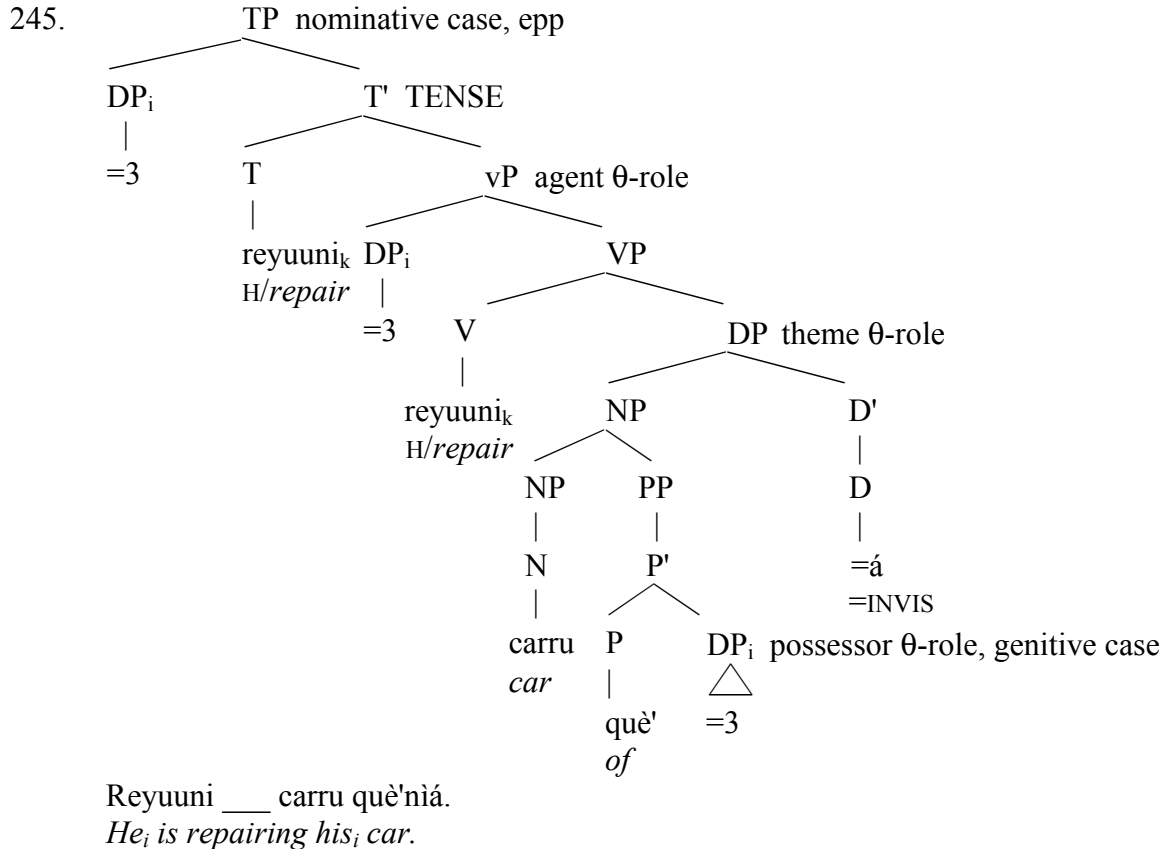 245. TP nominative case, epp
DPᵢ T' TENSE
=3 T vP agent θ-role
reyuuniₖ DPᵢ VP
H/repair
=3 V DP theme θ-role
reyuuniₖ NP D'
H/repair
NP PP D
N P' =á
=INVIS
carru P DPᵢ possessor θ-role, genitive case
car
què' =3
of
Reyuuni ___ carru què'nìá.
Heᵢ is repairing hisᵢ car.